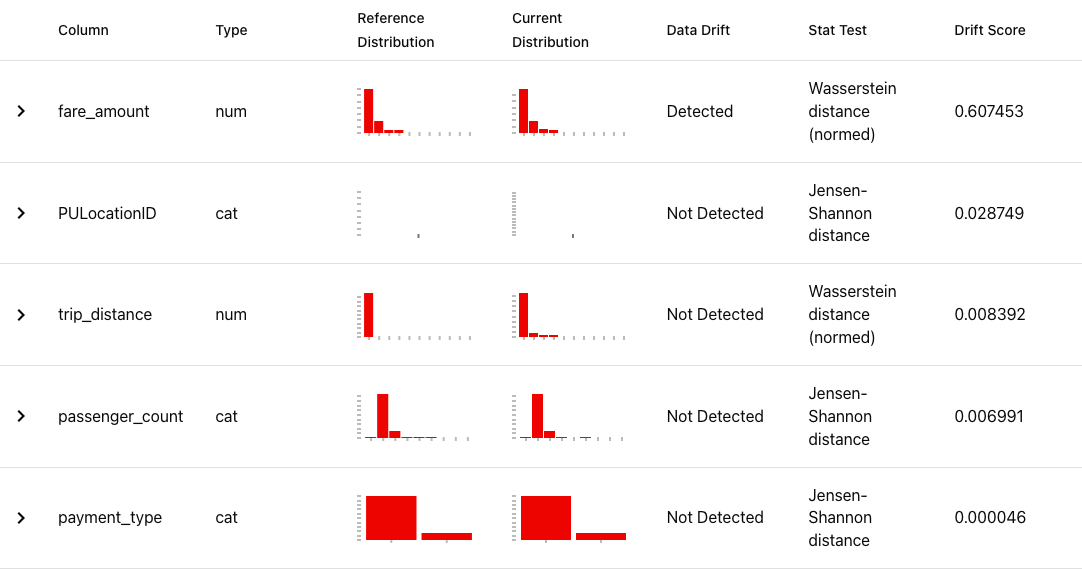 Column
Type
Reference
Distribution
Current
Distribution
Data Drift
Stat Test
Drift Score
fare_amount
num
Detected
Wasserstein
distance
(normed)
0.607453
PULocationID
cat
Not Detected
Jensen-
Shannon
distance
0.028749
trip_distance
num
Not Detected
Wasserstein
distance
(normed)
0.008392
passenger_count
cat
Not Detected
Jensen-
Shannon
distance
0.006991
payment_type
cat
Not Detected
Jensen-
Shannon
distance
0.000046